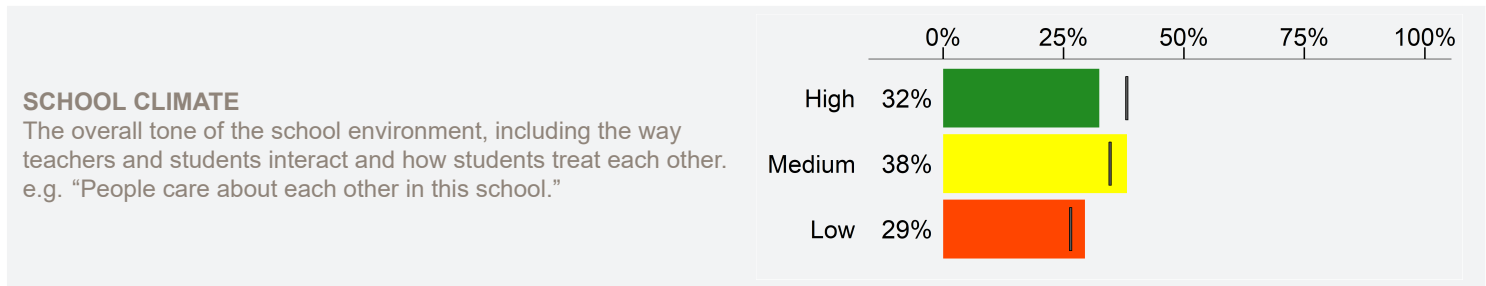 SCHOOL CLIMATE
The overall tone of the school environment, including the way
teachers and students interact and how students treat each other.
e.g. “People care about each other in this school.”
0% 25% 50% 75% 100%
High 32%
Medium 38%
Low 29%